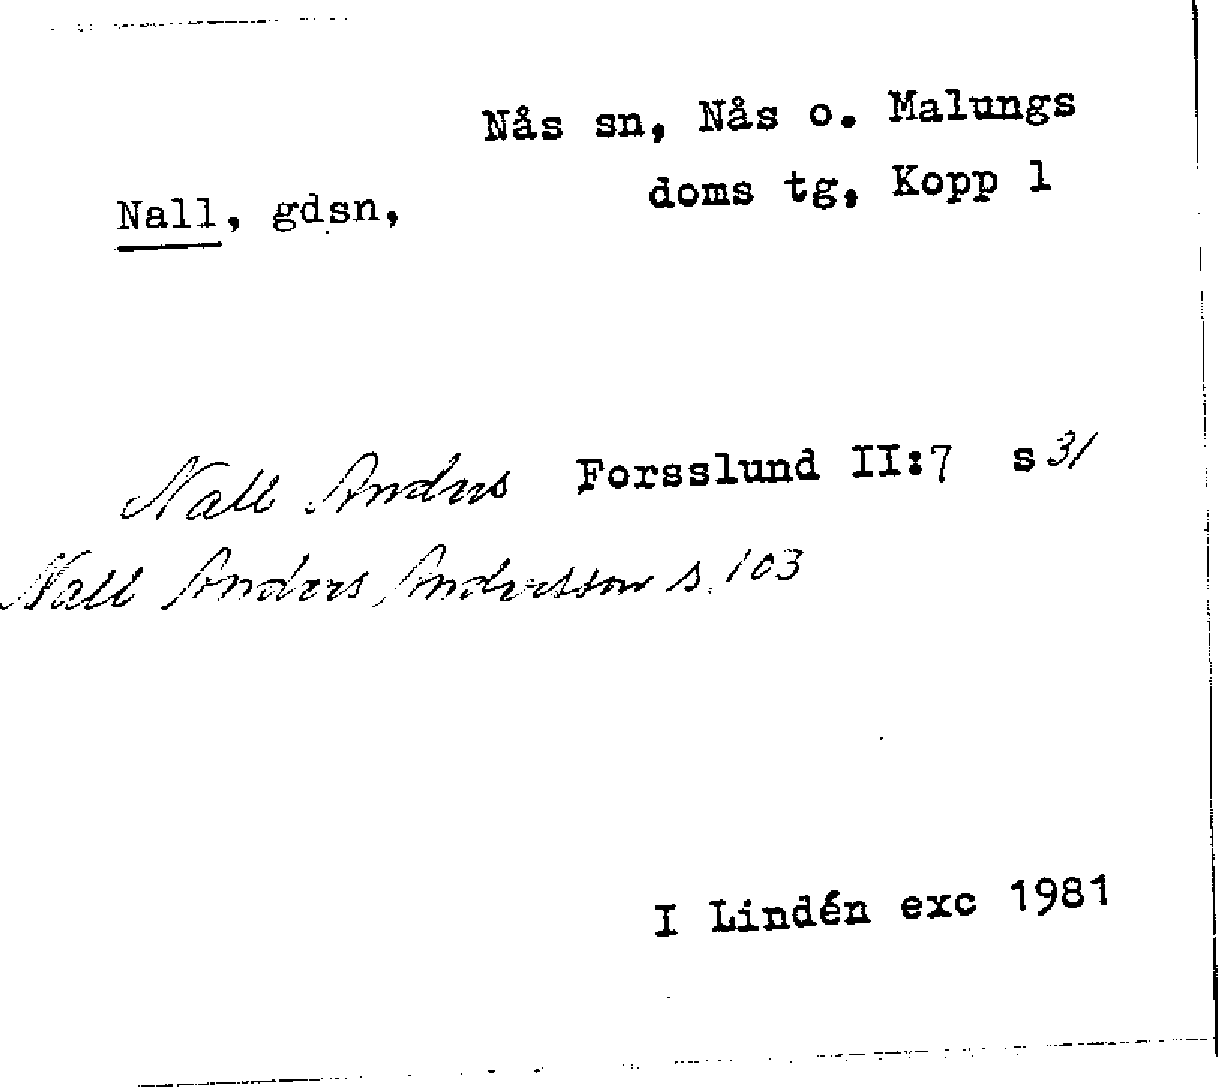 Nås sn, Nås o. Malungs
Nall, gdsn, doms tg, Kopp l
Nall Anders Forsslund II:7 s 31
Nall Anders Andersson s. 103
I Lindén exc 1981